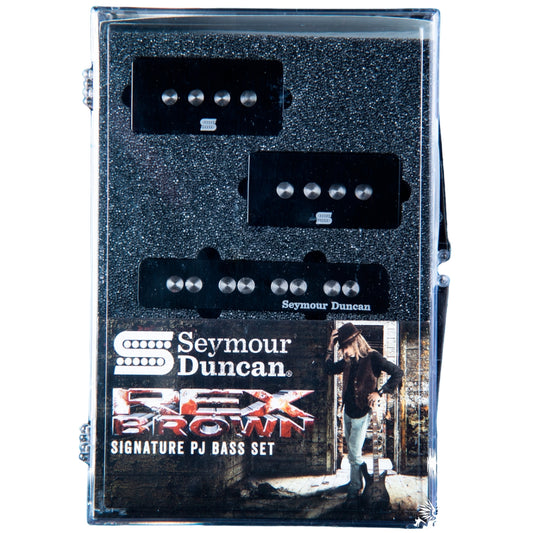 Seymour Duncan
Seymour
Duncan®
REX
BROWN
SIGNATURE PJ BASS SET